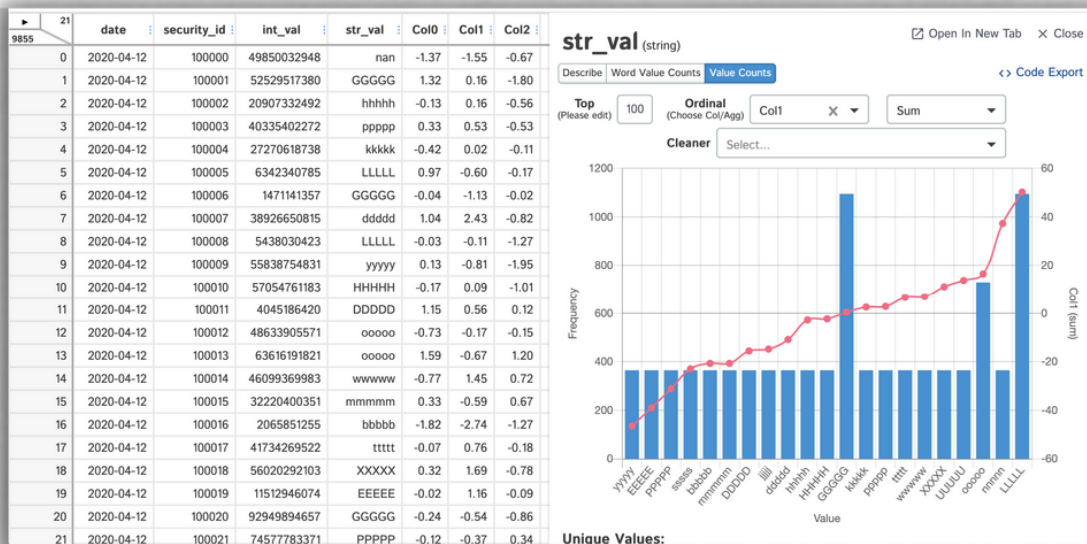 ▶ 21
9855
date security_id int_val str_val Col0 Col1 Col2
0 2020-04-12 100000 49850032948 nan -1.37 -1.55 -0.67
1 2020-04-12 100001 52529517380 GGGGG 1.32 0.16 -1.80
2 2020-04-12 100002 20907332492 hhhhh -0.13 0.16 -0.56
3 2020-04-12 100003 40335402272 ppppp 0.33 0.53 -0.53
4 2020-04-12 100004 27270618738 kkkkk -0.42 0.02 -0.11
5 2020-04-12 100005 6342340785 LLLLL 0.97 -0.60 -0.17
6 2020-04-12 100006 1471141357 GGGGG -0.04 -1.13 -0.02
7 2020-04-12 100007 38926650815 ddddd 1.04 2.43 -0.82
8 2020-04-12 100008 5438030423 LLLLL -0.03 -0.11 -1.27
9 2020-04-12 100009 55838754831 yyyyy 0.13 -0.81 -1.95
10 2020-04-12 100010 57054761183 HHHHH -0.17 0.09 -1.01
11 2020-04-12 100011 4045186420 DDDDD 1.15 0.56 0.12
12 2020-04-12 100012 48633905571 ooooo -0.73 -0.17 -0.15
13 2020-04-12 100013 63616191821 ooooo 1.59 -0.67 1.20
14 2020-04-12 100014 46099369983 wwwww -0.77 1.45 0.72
15 2020-04-12 100015 32220400351 mmmmm 0.33 -0.59 0.67
16 2020-04-12 100016 2065851255 bbbbb -1.82 -2.74 -1.27
17 2020-04-12 100017 41734269522 ttttt -0.07 0.76 -0.18
18 2020-04-12 100018 56020292103 XXXXX 0.32 1.69 -0.78
19 2020-04-12 100019 11512946074 EEEEE -0.02 1.16 -0.09
20 2020-04-12 100020 92949894657 GGGGG -0.24 -0.54 -0.86
21 2020-04-12 100021 74577783371 PPPPP -0.12 -0.37 0.34
str_val (string)
Open In New Tab × Close
Describe Word Value Counts Value Counts
<> Code Export
Top (Please edit) 100 Ordinal (Choose Col/Agg) Col1 × Sum
Cleaner Select...
1200 60
1000 40
800 20
600 0
400 -20
200 -40
0 -60
Frequency
Col1 (sum)
yyyyy EEEEE PPPPP sssss bbbbb mmmmm DDDDD jjjjj ddddd hhhhh HHHHH GGGGG kkkkk ppppp ttttt wwwww XXXXX UUUUU ooooo nnnnn LLLLL
Value
Unique Values: